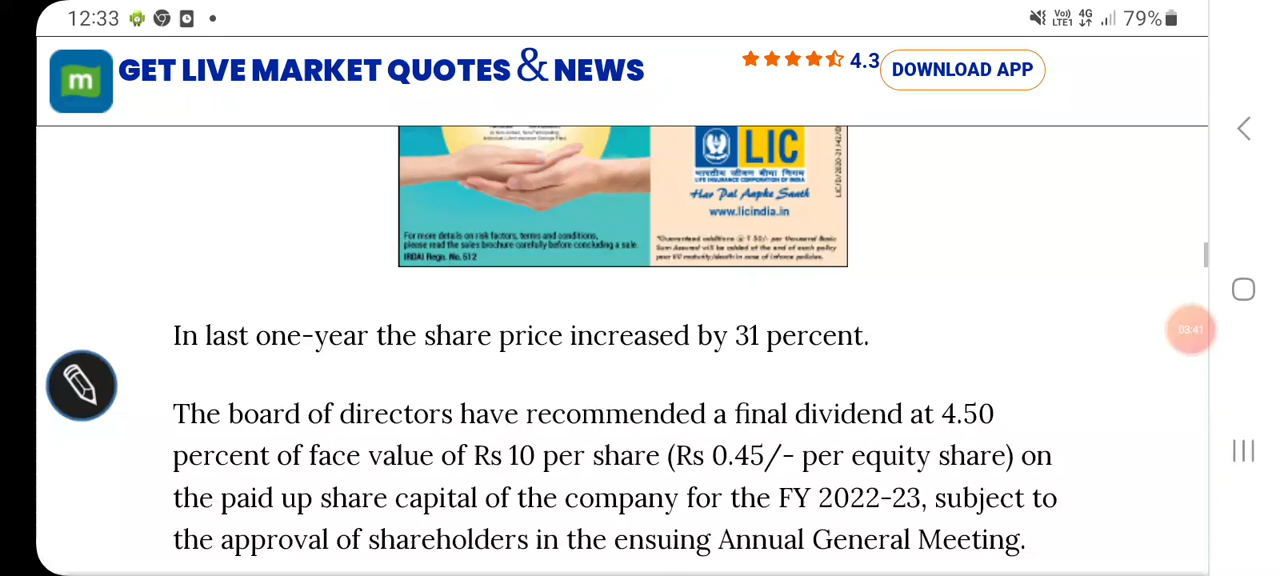 12:33
Vo)) 4G
LTE1
79%
m GET LIVE MARKET QUOTES & NEWS
4.3
DOWNLOAD APP
LIC
भारतीय जीवन बीमा निगम
LIFE INSURANCE CORPORATION OF INDIA
Har Pal Aapke Saath
www.licindia.in
For more details on risk factors, terms and conditions,
please read the sales brochure carefully before concluding a sale.
IRDAI Regn. No. 512
03:41
In last one-year the share price increased by 31 percent.
The board of directors have recommended a final dividend at 4.50
percent of face value of Rs 10 per share (Rs 0.45/- per equity share) on
the paid up share capital of the company for the FY 2022-23, subject to
the approval of shareholders in the ensuing Annual General Meeting.